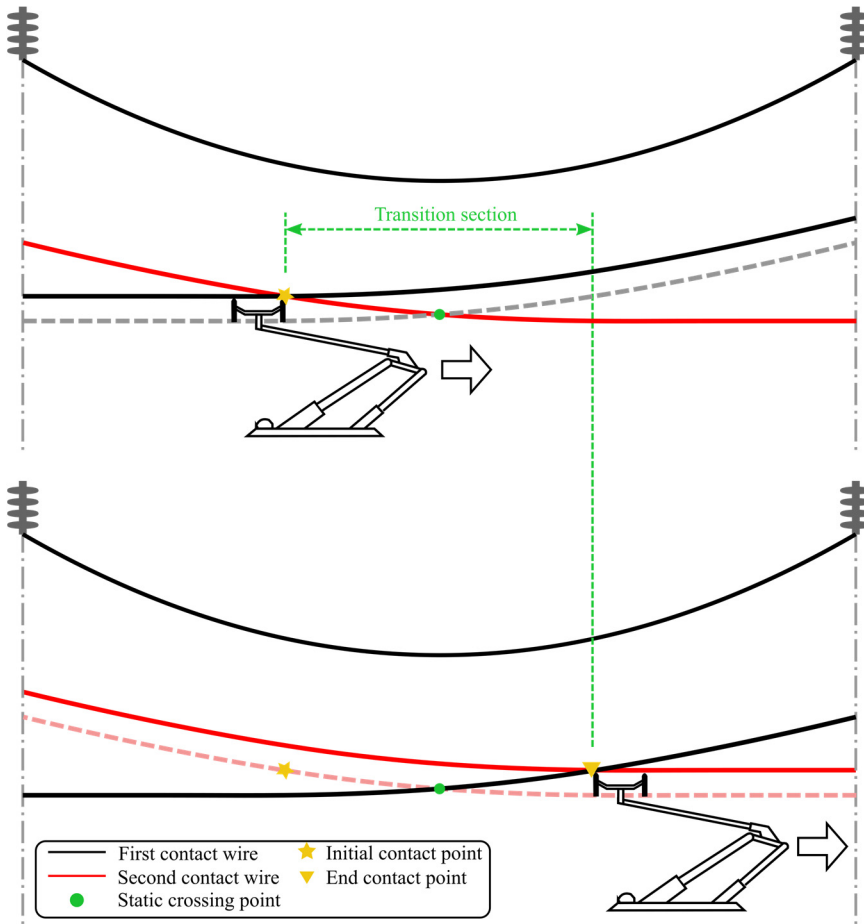 Transition section
First contact wire
Initial contact point
Second contact wire
End contact point
Static crossing point